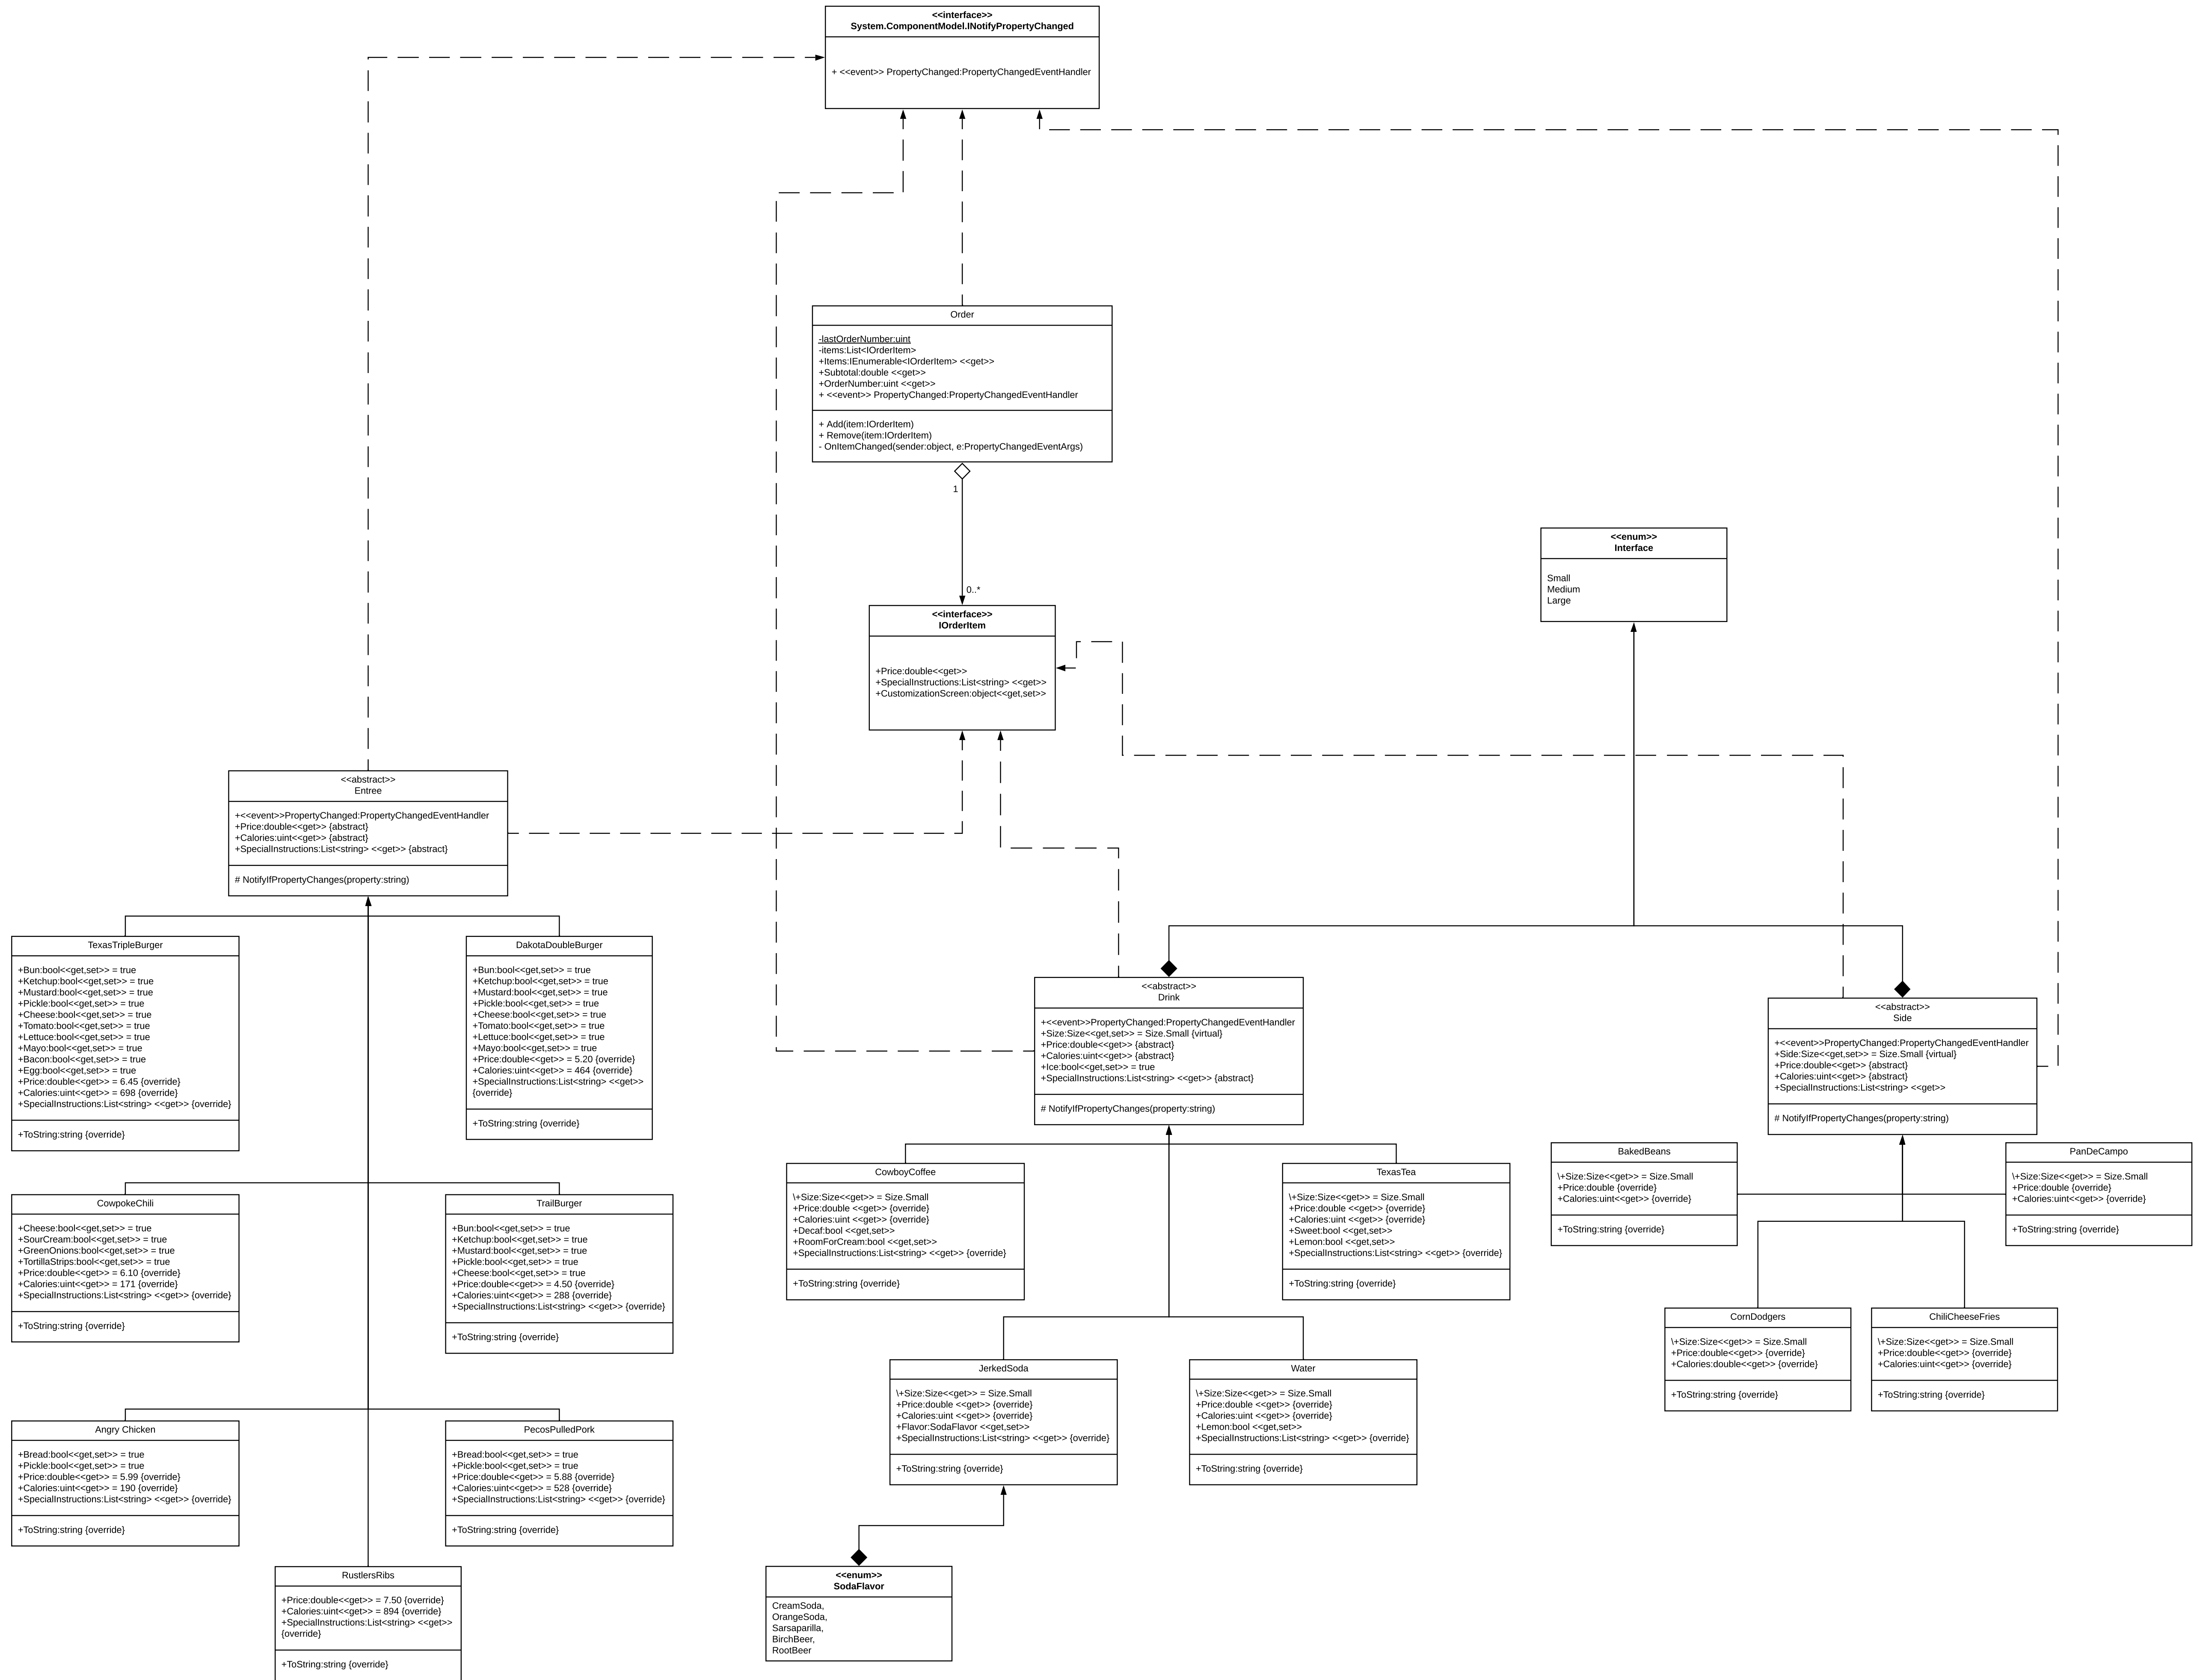 <<interface>>
System.ComponentModel.INotifyPropertyChanged
+ <<event>> PropertyChanged:PropertyChangedEventHandler
Order
-lastOrderNumber:uint
-items:List<IOrderItem>
+Items:IEnumerable<IOrderItem> <<get>>
+Subtotal:double <<get>>
+OrderNumber:uint <<get>>
+ <<event>> PropertyChanged:PropertyChangedEventHandler
+ Add(item:IOrderItem)
+ Remove(item:IOrderItem)
- OnItemChanged(sender:object, e:PropertyChangedEventArgs)
1
0..*
<<enum>>
Interface
Small
Medium
Large
<<interface>>
IOrderItem
+Price:double<<get>>
+SpecialInstructions:List<string> <<get>>
+CustomizationScreen:object<<get,set>>
<<abstract>>
Entree
+<<event>>PropertyChanged:PropertyChangedEventHandler
+Price:double<<get>> {abstract}
+Calories:uint<<get>> {abstract}
+SpecialInstructions:List<string> <<get>> {abstract}
# NotifyIfPropertyChanges(property:string)
TexasTripleBurger
+Bun:bool<<get,set>> = true
+Ketchup:bool<<get,set>> = true
+Mustard:bool<<get,set>> = true
+Pickle:bool<<get,set>> = true
+Cheese:bool<<get,set>> = true
+Tomato:bool<<get,set>> = true
+Lettuce:bool<<get,set>> = true
+Mayo:bool<<get,set>> = true
+Bacon:bool<<get,set>> = true
+Egg:bool<<get,set>> = true
+Price:double<<get>> = 6.45 {override}
+Calories:uint<<get>> = 698 {override}
+SpecialInstructions:List<string> <<get>> {override}
+ToString:string {override}
DakotaDoubleBurger
+Bun:bool<<get,set>> = true
+Ketchup:bool<<get,set>> = true
+Mustard:bool<<get,set>> = true
+Pickle:bool<<get,set>> = true
+Cheese:bool<<get,set>> = true
+Tomato:bool<<get,set>> = true
+Lettuce:bool<<get,set>> = true
+Mayo:bool<<get,set>> = true
+Price:double<<get>> = 5.20 {override}
+Calories:uint<<get>> = 464 {override}
+SpecialInstructions:List<string> <<get>>
{override}
+ToString:string {override}
<<abstract>>
Drink
+<<event>>PropertyChanged:PropertyChangedEventHandler
+Size:Size<<get,set>> = Size.Small {virtual}
+Price:double<<get>> {abstract}
+Calories:uint<<get>> {abstract}
+Ice:bool<<get,set>> = true
+SpecialInstructions:List<string> <<get>> {abstract}
# NotifyIfPropertyChanges(property:string)
<<abstract>>
Side
+<<event>>PropertyChanged:PropertyChangedEventHandler
+Side:Size<<get,set>> = Size.Small {virtual}
+Price:double<<get>> {abstract}
+Calories:uint<<get>> {abstract}
+SpecialInstructions:List<string> <<get>>
# NotifyIfPropertyChanges(property:string)
CowpokeChili
+Cheese:bool<<get,set>> = true
+SourCream:bool<<get,set>> = true
+GreenOnions:bool<<get,set>> = true
+TortillaStrips:bool<<get,set>> = true
+Price:double<<get>> = 6.10 {override}
+Calories:uint<<get>> = 171 {override}
+SpecialInstructions:List<string> <<get>> {override}
+ToString:string {override}
TrailBurger
+Bun:bool<<get,set>> = true
+Ketchup:bool<<get,set>> = true
+Mustard:bool<<get,set>> = true
+Pickle:bool<<get,set>> = true
+Cheese:bool<<get,set>> = true
+Price:double<<get>> = 4.50 {override}
+Calories:uint<<get>> = 288 {override}
+SpecialInstructions:List<string> <<get>> {override}
+ToString:string {override}
CowboyCoffee
\+Size:Size<<get>> = Size.Small
+Price:double <<get>> {override}
+Calories:uint <<get>> {override}
+Decaf:bool <<get,set>>
+RoomForCream:bool <<get,set>>
+SpecialInstructions:List<string> <<get>> {override}
+ToString:string {override}
TexasTea
\+Size:Size<<get>> = Size.Small
+Price:double <<get>> {override}
+Calories:uint <<get>> {override}
+Sweet:bool <<get,set>>
+Lemon:bool <<get,set>>
+SpecialInstructions:List<string> <<get>> {override}
+ToString:string {override}
BakedBeans
\+Size:Size<<get>> = Size.Small
+Price:double {override}
+Calories:uint<<get>> {override}
+ToString:string {override}
PanDeCampo
\+Size:Size<<get>> = Size.Small
+Price:double {override}
+Calories:uint<<get>> {override}
+ToString:string {override}
CornDodgers
\+Size:Size<<get>> = Size.Small
+Price:double<<get>> {override}
+Calories:double<<get>> {override}
+ToString:string {override}
ChiliCheeseFries
\+Size:Size<<get>> = Size.Small
+Price:double<<get>> {override}
+Calories:uint<<get>> {override}
+ToString:string {override}
JerkedSoda
\+Size:Size<<get>> = Size.Small
+Price:double <<get>> {override}
+Calories:uint <<get>> {override}
+Flavor:SodaFlavor <<get,set>>
+SpecialInstructions:List<string> <<get>> {override}
+ToString:string {override}
Water
\+Size:Size<<get>> = Size.Small
+Price:double <<get>> {override}
+Calories:uint <<get>> {override}
+Lemon:bool <<get,set>>
+SpecialInstructions:List<string> <<get>> {override}
+ToString:string {override}
Angry Chicken
+Bread:bool<<get,set>> = true
+Pickle:bool<<get,set>> = true
+Price:double<<get>> = 5.99 {override}
+Calories:uint<<get>> = 190 {override}
+SpecialInstructions:List<string> <<get>> {override}
+ToString:string {override}
PecosPulledPork
+Bread:bool<<get,set>> = true
+Pickle:bool<<get,set>> = true
+Price:double<<get>> = 5.88 {override}
+Calories:uint<<get>> = 528 {override}
+SpecialInstructions:List<string> <<get>> {override}
+ToString:string {override}
RustlersRibs
+Price:double<<get>> = 7.50 {override}
+Calories:uint<<get>> = 894 {override}
+SpecialInstructions:List<string> <<get>>
{override}
+ToString:string {override}
<<enum>>
SodaFlavor
CreamSoda,
OrangeSoda,
Sarsaparilla,
BirchBeer,
RootBeer